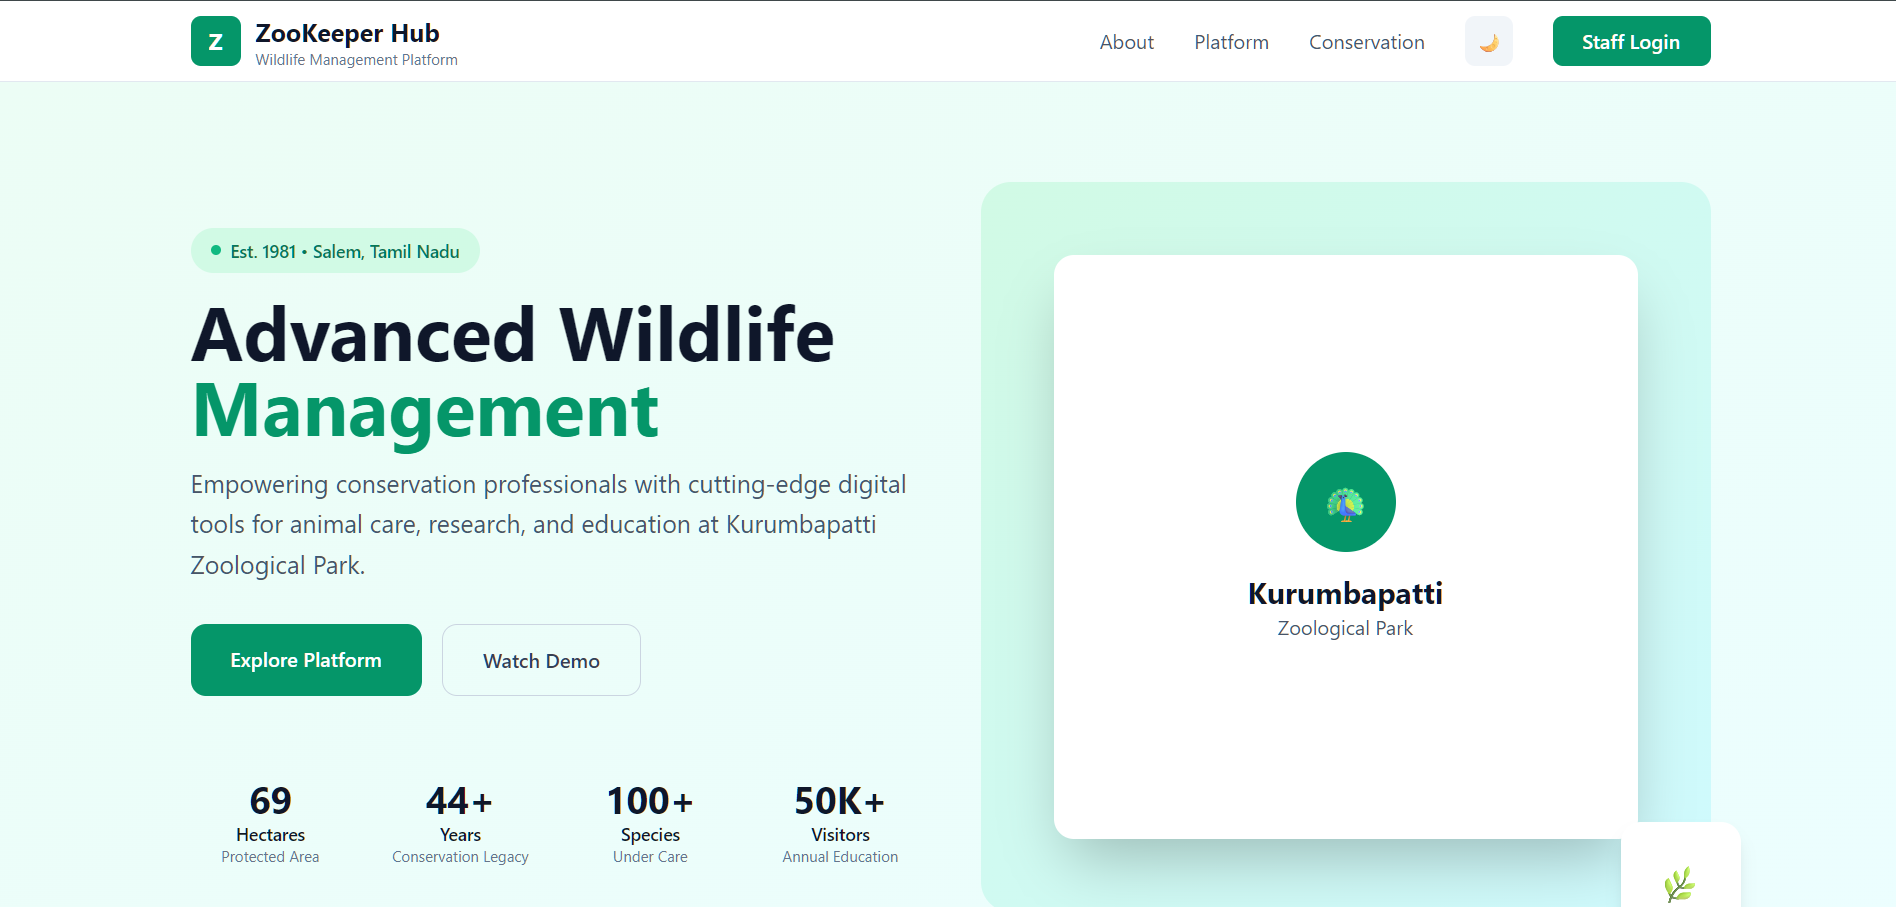 Z
ZooKeeper Hub
Wildlife Management Platform
About
Platform
Conservation
Staff Login
Est. 1981 • Salem, Tamil Nadu
Advanced Wildlife
Management
Empowering conservation professionals with cutting-edge digital
tools for animal care, research, and education at Kurumbapatti
Zoological Park.
Explore Platform
Watch Demo
69
Hectares
Protected Area
44+
Years
Conservation Legacy
100+
Species
Under Care
50K+
Visitors
Annual Education
Kurumbapatti
Zoological Park